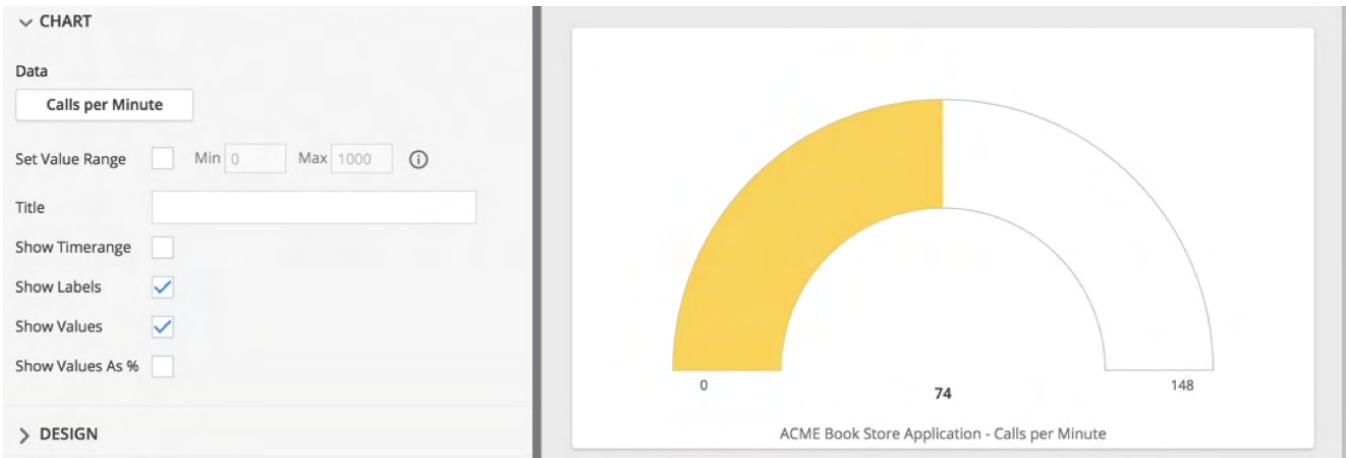 CHART
Data
Calls per Minute
Set Value Range Min 0 Max 1000
Title
Show Timerange
Show Labels
Show Values
Show Values As %
DESIGN
0
74
148
ACME Book Store Application - Calls per Minute